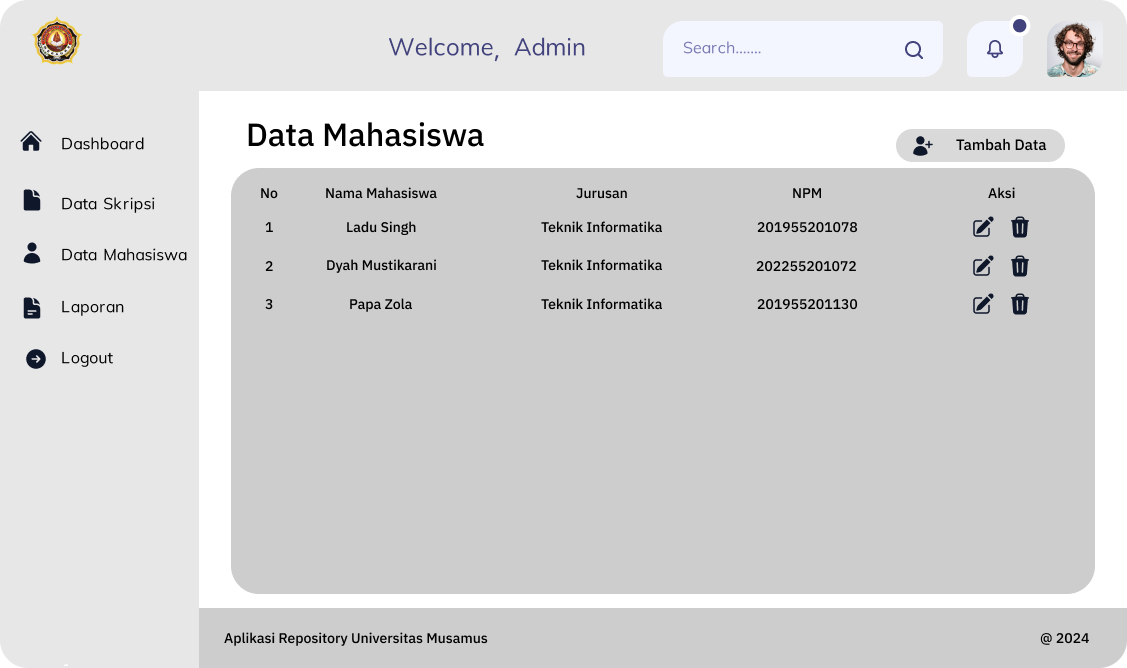 Welcome, Admin
Search.......
Dashboard
Data Skripsi
Data Mahasiswa
Laporan
Logout
Data Mahasiswa
Tambah Data
No Nama Mahasiswa Jurusan NPM Aksi
1 Ladu Singh Teknik Informatika 201955201078
2 Dyah Mustikarani Teknik Informatika 202255201072
3 Papa Zola Teknik Informatika 201955201130
Aplikasi Repository Universitas Musamus @ 2024